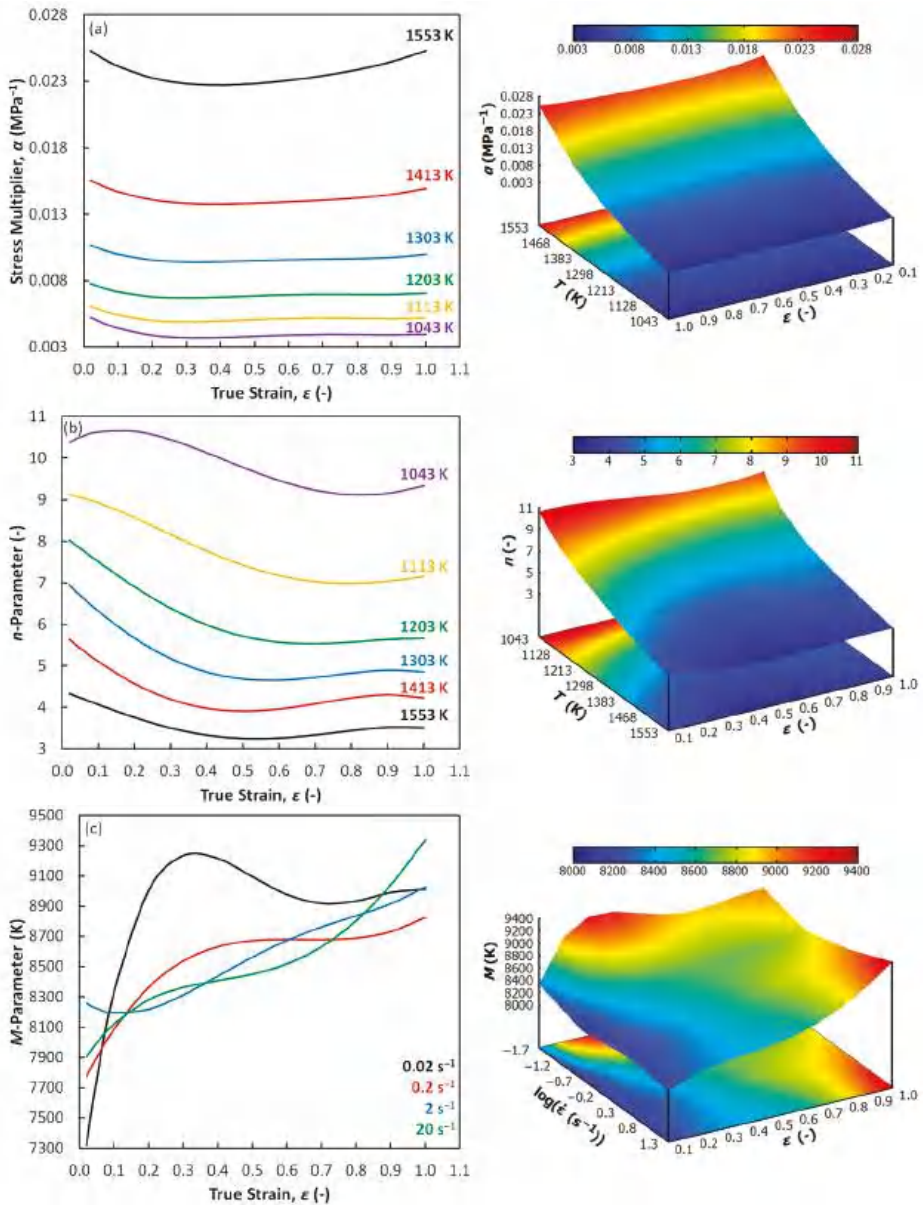 (a)
0.028
0.023
0.018
0.013
0.008
0.003
Stress Multiplier, α (MPa⁻¹)
1553 K
1413 K
1303 K
1203 K
1113 K
1043 K
0.0 0.1 0.2 0.3 0.4 0.5 0.6 0.7 0.8 0.9 1.0 1.1
True Strain, ε (-)
0.003 0.008 0.013 0.018 0.023 0.028
0.028
0.023
0.018
0.013
0.008
0.003
α (MPa⁻¹)
1553
1468
1383
1298
1213
1128
1043
T (K)
1.0 0.9 0.8 0.7 0.6 0.5 0.4 0.3 0.2 0.1
ε (-)
(b)
11
10
9
8
7
6
5
4
3
n-Parameter (-)
1043 K
1113 K
1203 K
1303 K
1413 K
1553 K
0.0 0.1 0.2 0.3 0.4 0.5 0.6 0.7 0.8 0.9 1.0 1.1
True Strain, ε (-)
3 4 5 6 7 8 9 10 11
11
9
7
5
3
n (-)
1043
1128
1213
1298
1383
1468
1553
T (K)
0.1 0.2 0.3 0.4 0.5 0.6 0.7 0.8 0.9 1.0
ε (-)
(c)
9500
9300
9100
8900
8700
8500
8300
8100
7900
7700
7500
7300
M-Parameter (K)
0.02 s⁻¹
0.2 s⁻¹
2 s⁻¹
20 s⁻¹
0.0 0.1 0.2 0.3 0.4 0.5 0.6 0.7 0.8 0.9 1.0 1.1
True Strain, ε (-)
8000 8200 8400 8600 8800 9000 9200 9400
9400
9200
9000
8800
8600
8400
8200
8000
M (K)
−1.7
−1.2
−0.7
−0.2
0.3
0.8
1.3
log(ε̇ (s⁻¹))
0.1 0.2 0.3 0.4 0.5 0.6 0.7 0.8 0.9 1.0
ε (-)